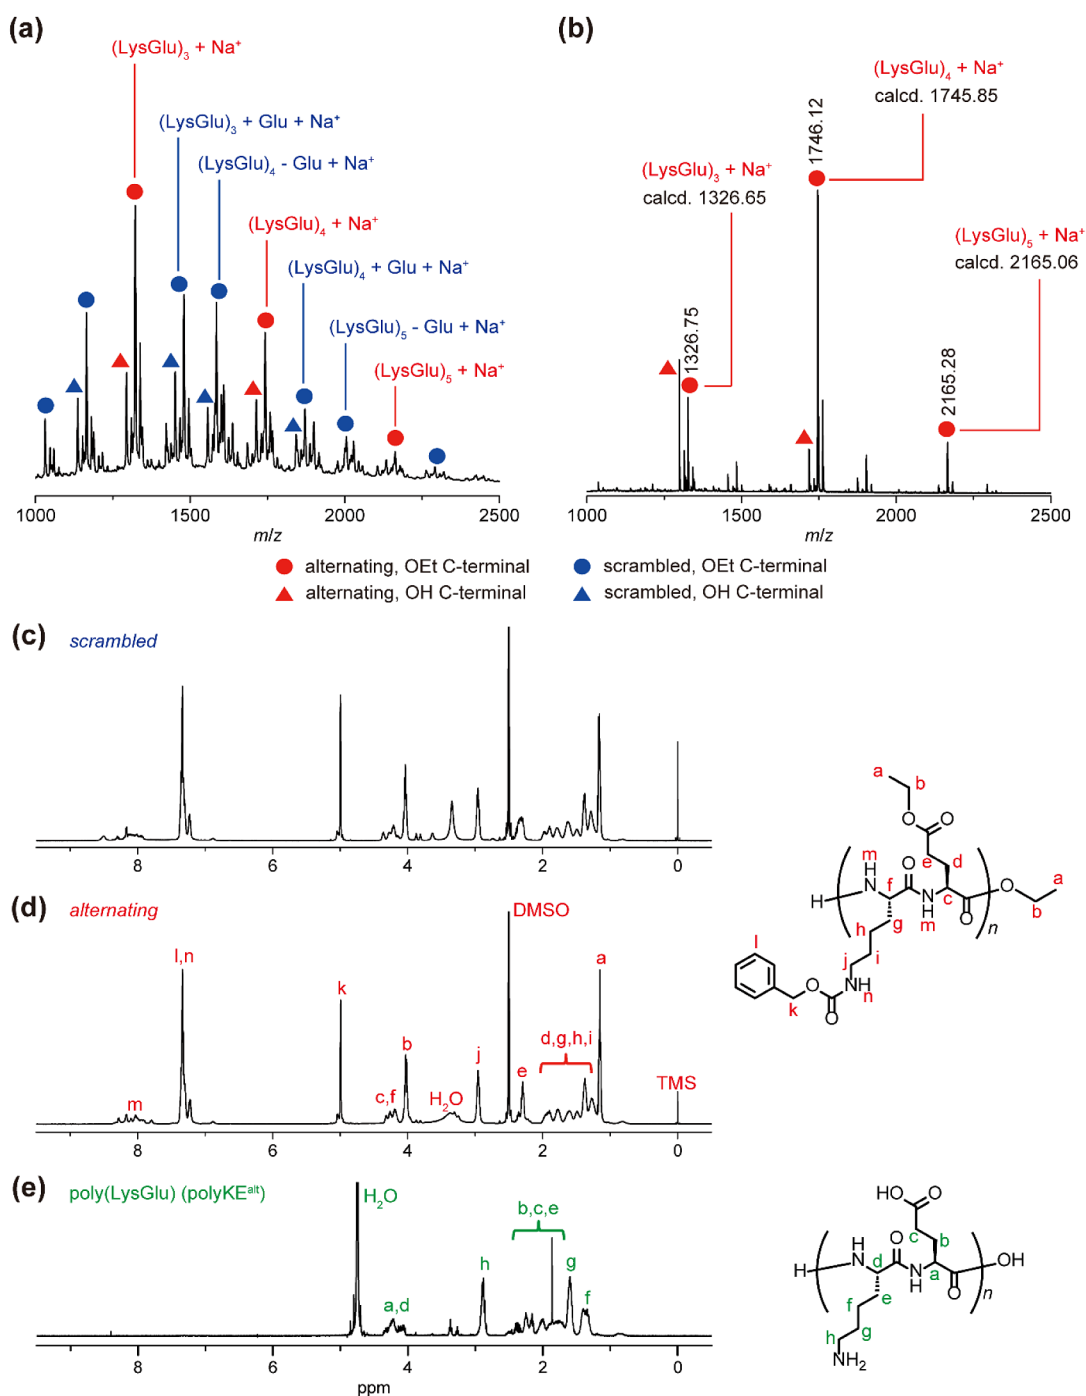 (a)
(LysGlu)3 + Na+
(LysGlu)3 + Glu + Na+
(LysGlu)4 - Glu + Na+
(LysGlu)4 + Na+
(LysGlu)4 + Glu + Na+
(LysGlu)5 - Glu + Na+
(LysGlu)5 + Na+
1000 1500 2000 2500
m/z
(b)
(LysGlu)4 + Na+
calcd. 1745.85
1746.12
(LysGlu)3 + Na+
calcd. 1326.65
1326.75
(LysGlu)5 + Na+
calcd. 2165.06
2165.28
1000 1500 2000 2500
m/z
alternating, OEt C-terminal
scrambled, OEt C-terminal
alternating, OH C-terminal
scrambled, OH C-terminal
(c) scrambled
8 6 4 2 0
(d) alternating
DMSO
l,n
k
a
b
j
d,g,h,i
e
c,f
H2O
TMS
m
8 6 4 2 0
a
b
O O
e d
m
H
N O
f
a
H
N
H
c
O
O
b
m
n
g
h
i
j
l
O
NH
n
O
k
(e) poly(LysGlu) (polyKEalt)
H2O
b,c,e
h
g
a,d
f
8 6 4 2 0
ppm
HO O
c b
H
N O
d
H
N
H
a
O
OH
n
e
f
g
h
NH2